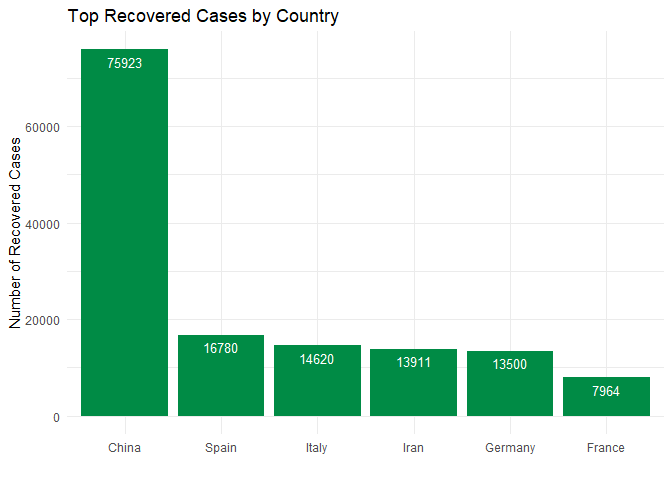 Top Recovered Cases by Country
Number of Recovered Cases
60000
40000
20000
0
75923
16780
14620
13911
13500
7964
China
Spain
Italy
Iran
Germany
France